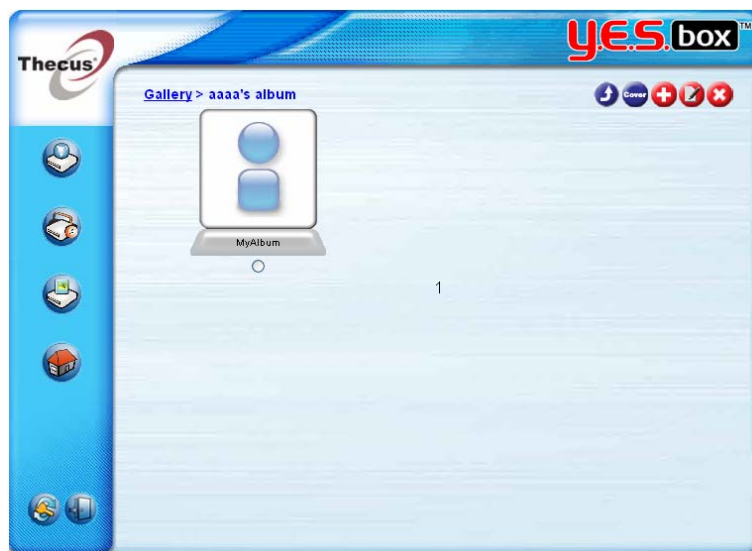 Thecus
Y.E.S.box™
Gallery > aaaa's album
Cover
MyAlbum
1